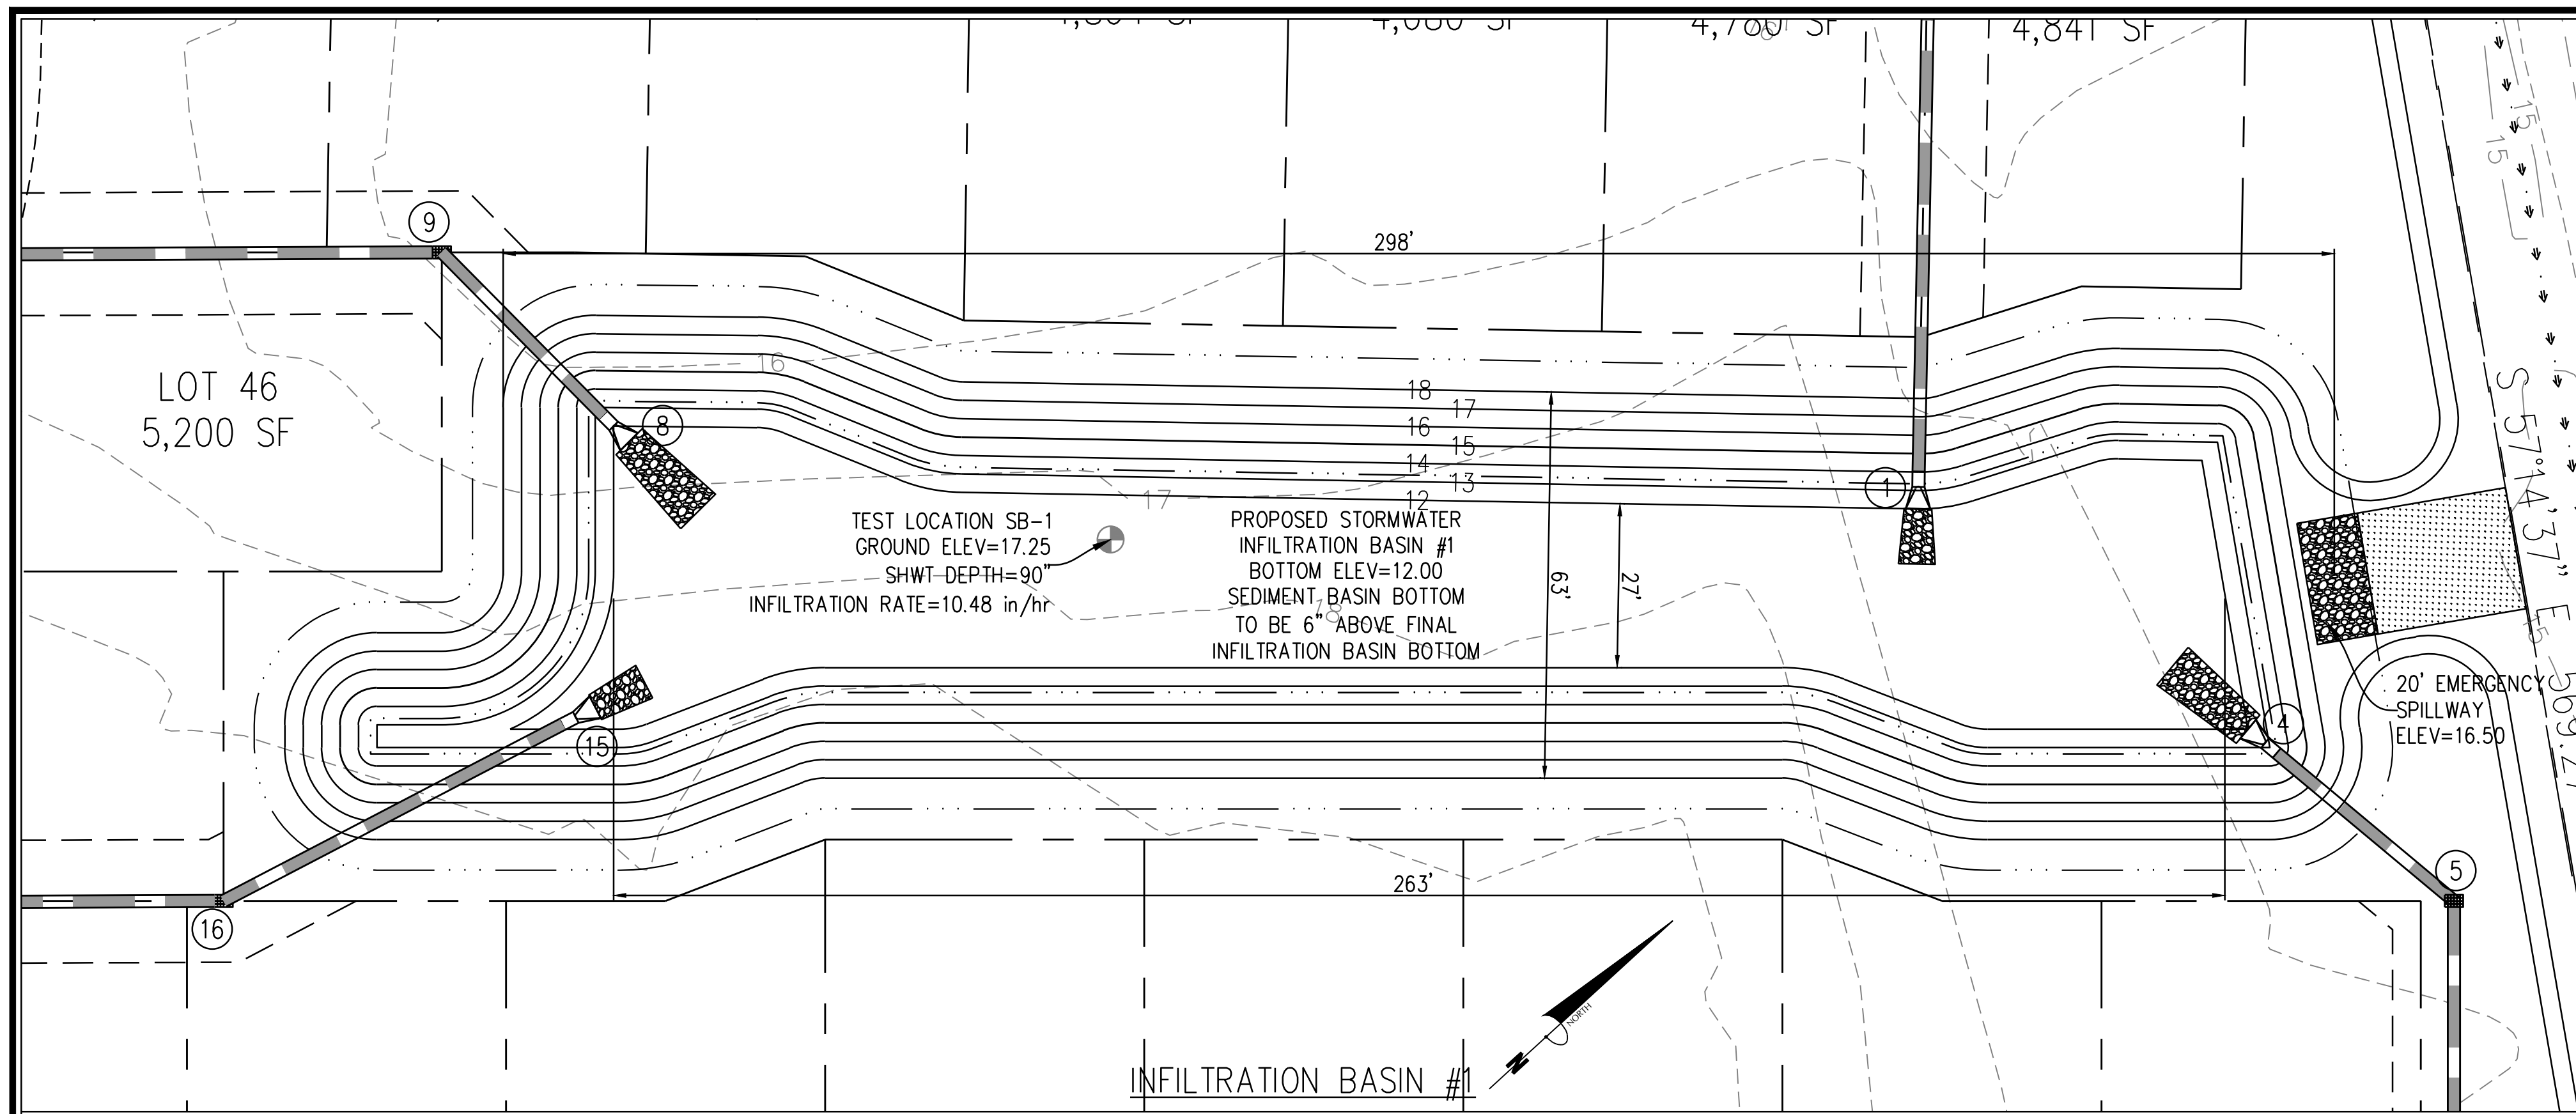 4,841 SF
15
15
9
298'
16
LOT 46
5,200 SF
8
18
17
16
15
14
13
12
17
1
TEST LOCATION SB-1
GROUND ELEV=17.25
SHWT DEPTH=90"
INFILTRATION RATE=10.48 in/hr
PROPOSED STORMWATER
INFILTRATION BASIN #1
BOTTOM ELEV=12.00
SEDIMENT BASIN BOTTOM
TO BE 6" ABOVE FINAL
INFILTRATION BASIN BOTTOM
18
63'
27'
S 57°14'37" E
15
20' EMERGENCY
SPILLWAY
ELEV=16.50
4
15
5
263'
16
NORTH
N
INFILTRATION BASIN #1